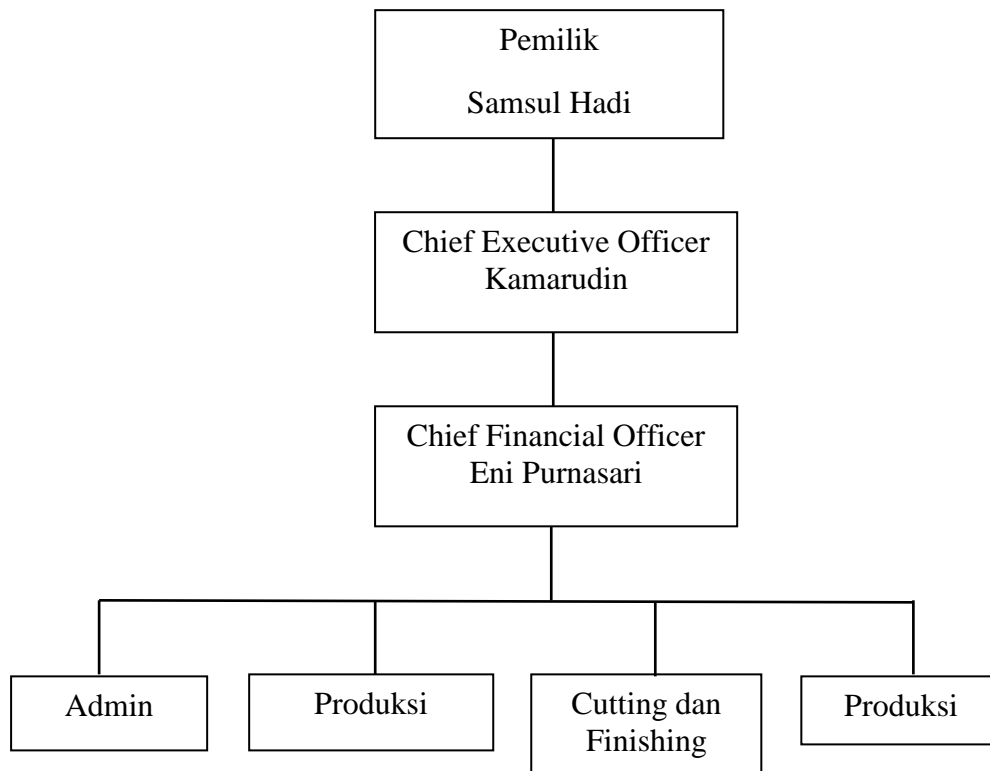 Pemilik
Samsul Hadi
Chief Executive Officer
Kamarudin
Chief Financial Officer
Eni Purnasari
Admin
Produksi
Cutting dan
Finishing
Produksi